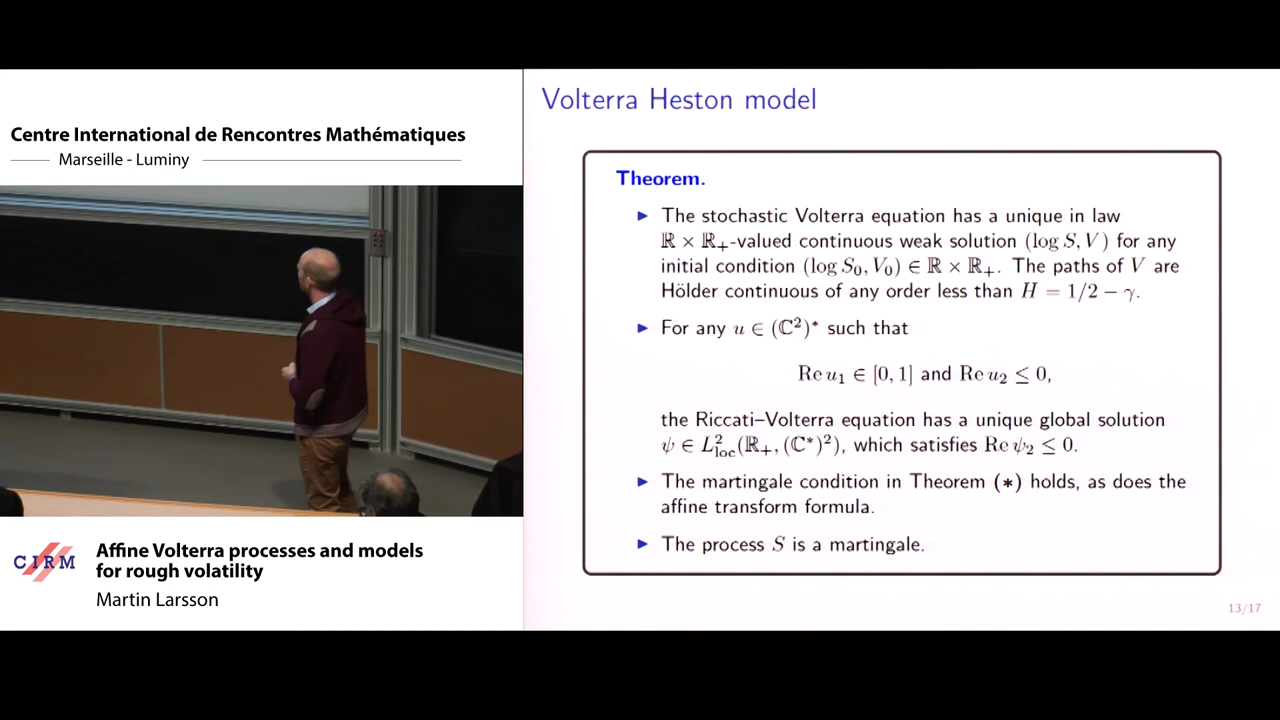 Centre International de Rencontres Mathématiques
Marseille - Luminy
CIRM
Affine Volterra processes and models
for rough volatility
Martin Larsson
Volterra Heston model
Theorem.
▶ The stochastic Volterra equation has a unique in law
ℝ × ℝ₊-valued continuous weak solution (log S, V) for any
initial condition (log S₀, V₀) ∈ ℝ × ℝ₊. The paths of V are
Hölder continuous of any order less than H = 1/2 − γ.
▶ For any u ∈ (ℂ²)* such that
Re u₁ ∈ [0, 1] and Re u₂ ≤ 0,
the Riccati–Volterra equation has a unique global solution
ψ ∈ L²loc(ℝ₊, (ℂ*)²), which satisfies Re ψ₂ ≤ 0.
▶ The martingale condition in Theorem (∗) holds, as does the
affine transform formula.
▶ The process S is a martingale.
13/17